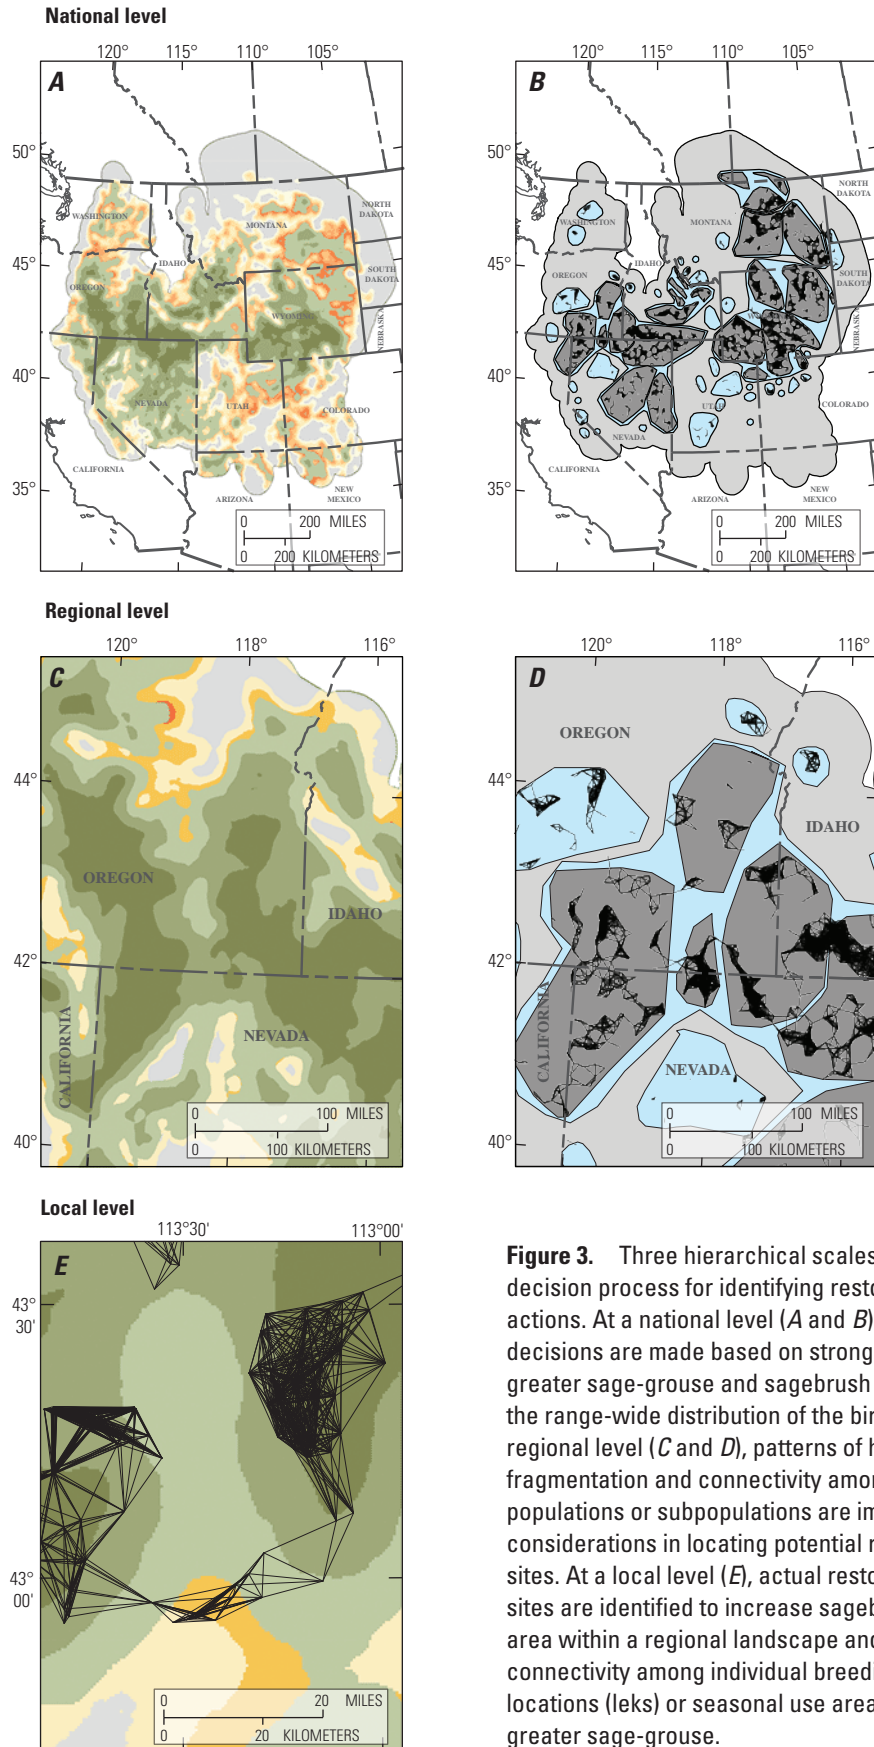 National level
120° 115° 110° 105°
A
50°
45°
40°
35°
WASHINGTON
MONTANA
NORTH
DAKOTA
IDAHO
OREGON
SOUTH
DAKOTA
WYOMING
NEBRASKA
NEVADA
UTAH
COLORADO
CALIFORNIA
ARIZONA
NEW
MEXICO
0 200 MILES
0 200 KILOMETERS
120° 115° 110° 105°
B
50°
45°
40°
35°
WASHINGTON
MONTANA
NORTH
DAKOTA
IDAHO
OREGON
SOUTH
DAKOTA
NEBRASKA
UTAH
COLORADO
NEVADA
CALIFORNIA
ARIZONA
NEW
MEXICO
0 200 MILES
0 200 KILOMETERS
Regional level
120° 118° 116°
C
44°
42°
40°
OREGON
IDAHO
NEVADA
CALIFORNIA
0 100 MILES
0 100 KILOMETERS
120° 118° 116°
D
44°
42°
40°
OREGON
IDAHO
CALIFORNIA
NEVADA
0 100 MILES
0 100 KILOMETERS
Local level
113°30' 113°00'
E
43°
30'
43°
00'
0 20 MILES
0 20 KILOMETERS
Figure 3. Three hierarchical scales
decision process for identifying resto
actions. At a national level (A and B)
decisions are made based on strong
greater sage-grouse and sagebrush
the range-wide distribution of the bir
regional level (C and D), patterns of h
fragmentation and connectivity amon
populations or subpopulations are im
considerations in locating potential r
sites. At a local level (E), actual resto
sites are identified to increase sageb
area within a regional landscape and
connectivity among individual breedi
locations (leks) or seasonal use area
greater sage-grouse.